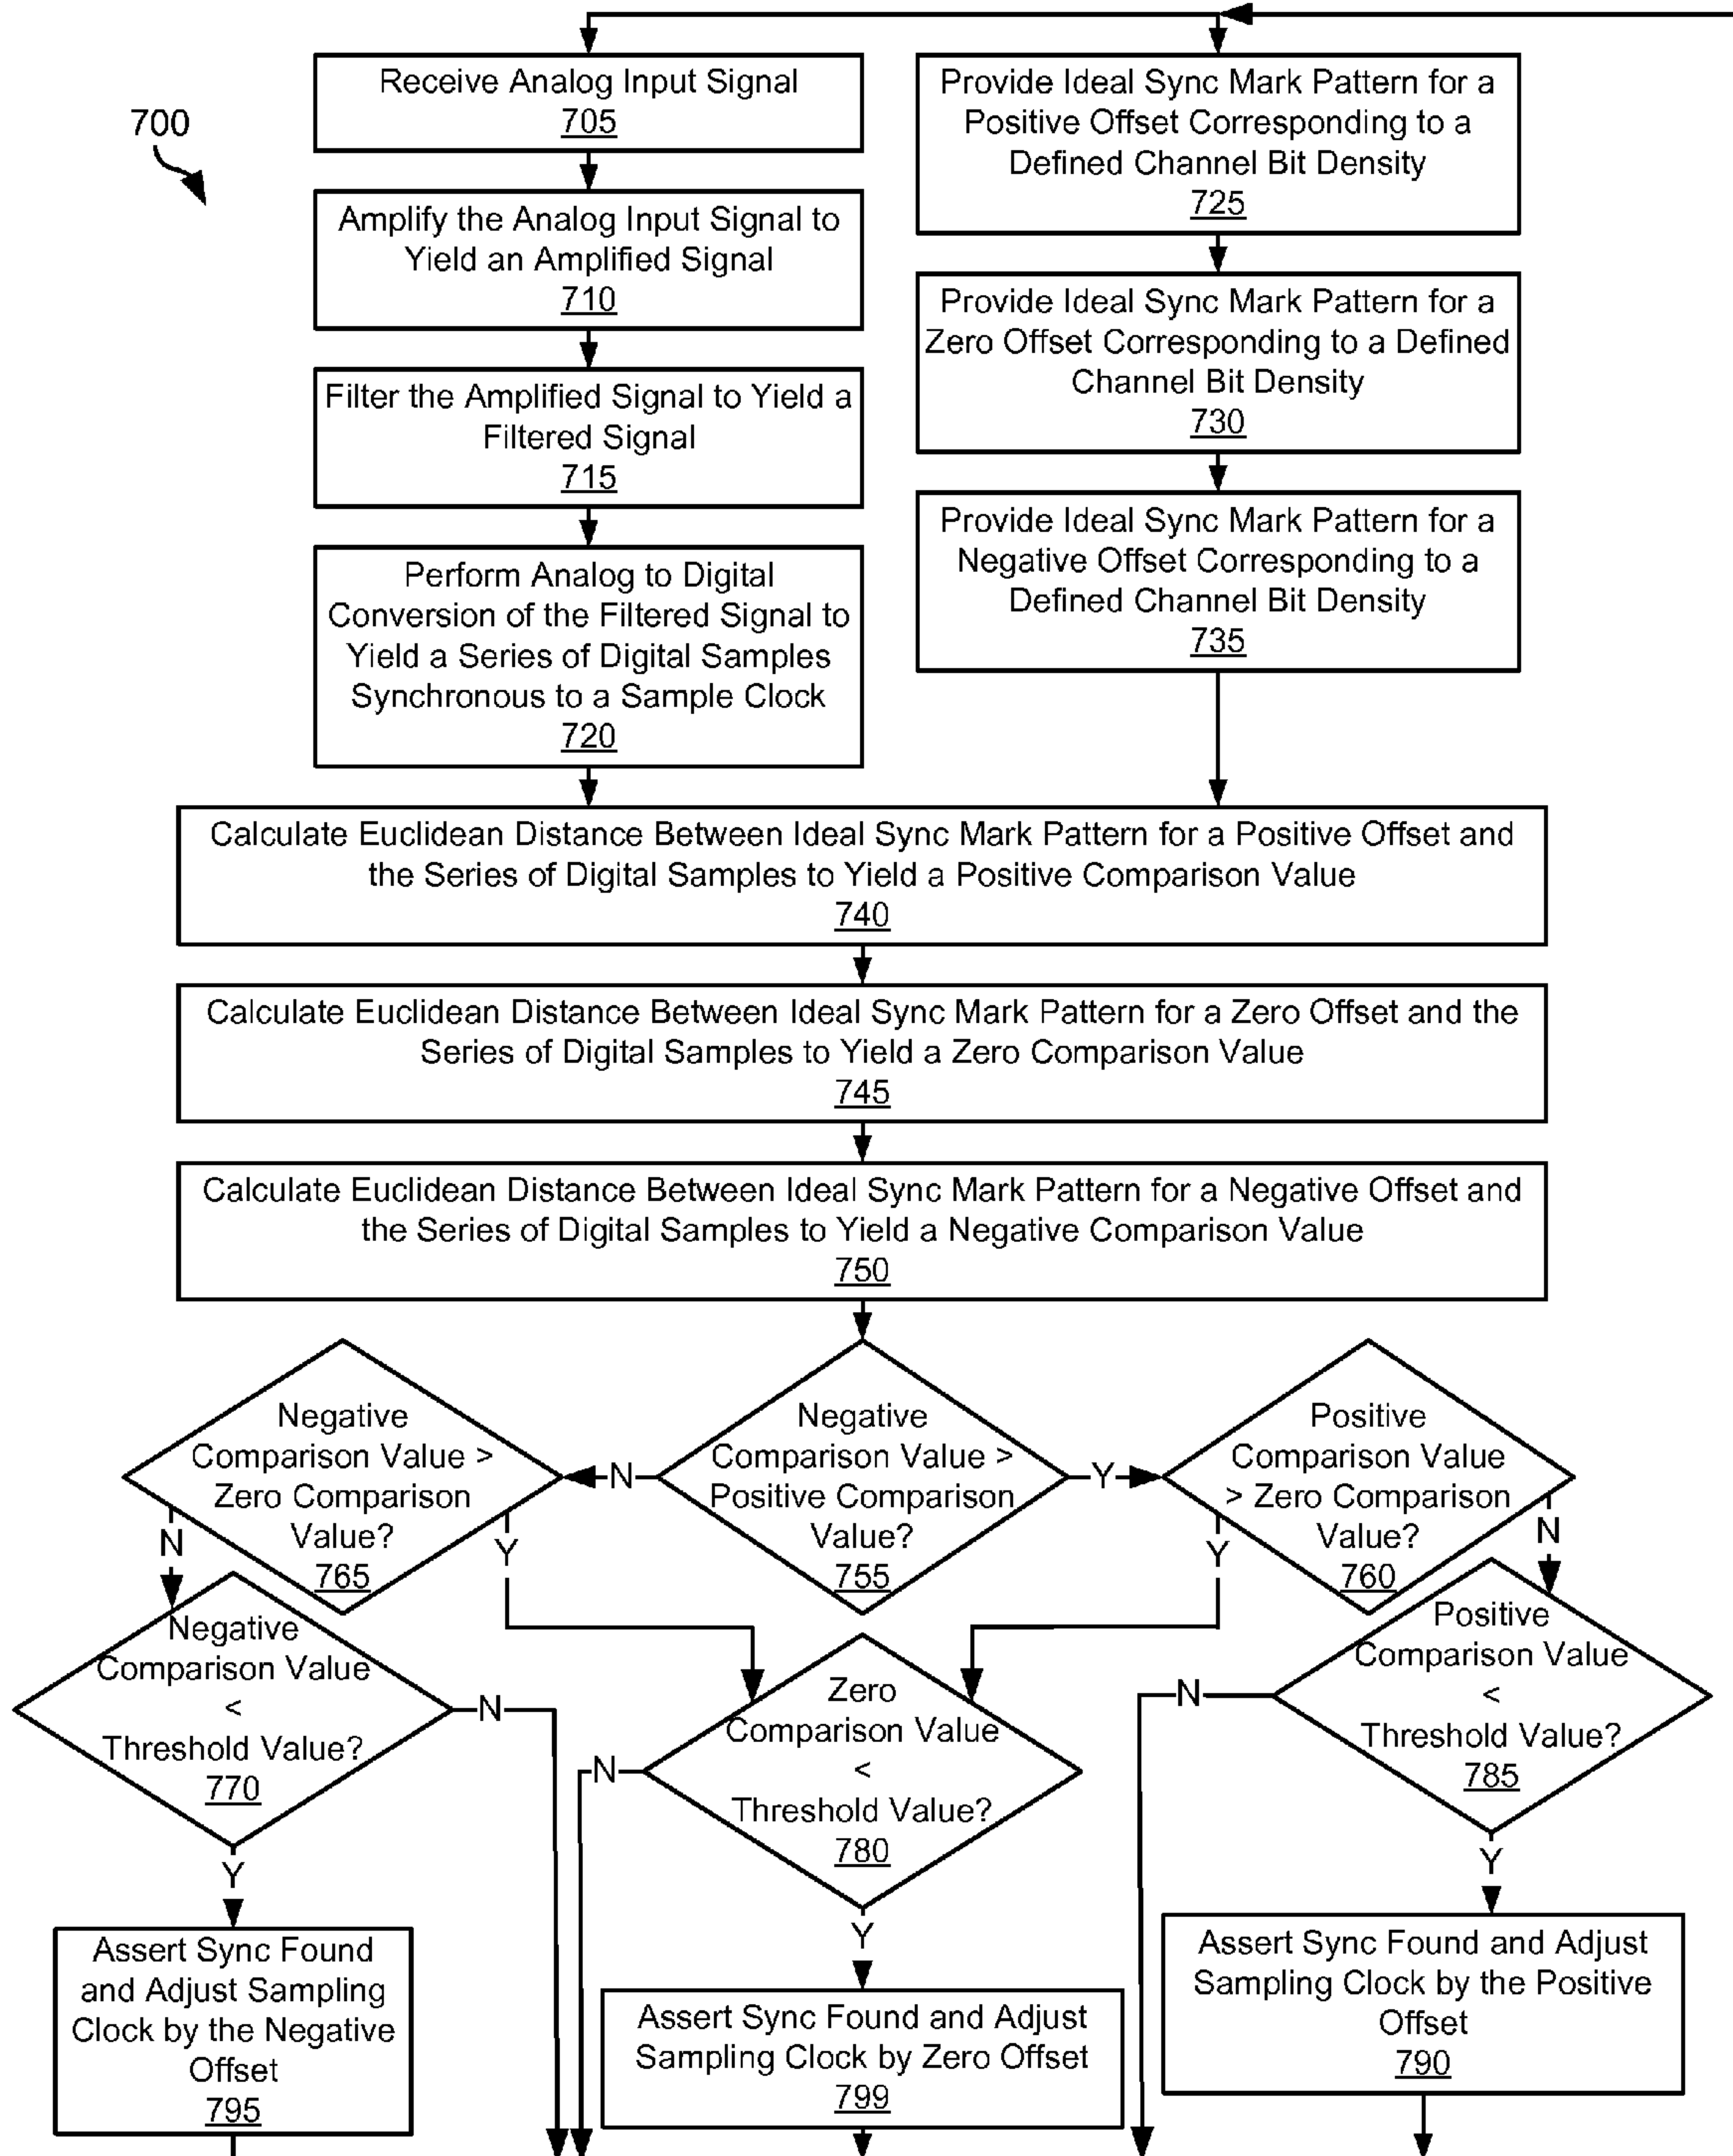 700
Receive Analog Input Signal
705
Amplify the Analog Input Signal to
Yield an Amplified Signal
710
Filter the Amplified Signal to Yield a
Filtered Signal
715
Perform Analog to Digital
Conversion of the Filtered Signal to
Yield a Series of Digital Samples
Synchronous to a Sample Clock
720
Provide Ideal Sync Mark Pattern for a
Positive Offset Corresponding to a
Defined Channel Bit Density
725
Provide Ideal Sync Mark Pattern for a
Zero Offset Corresponding to a Defined
Channel Bit Density
730
Provide Ideal Sync Mark Pattern for a
Negative Offset Corresponding to a
Defined Channel Bit Density
735
Calculate Euclidean Distance Between Ideal Sync Mark Pattern for a Positive Offset and
the Series of Digital Samples to Yield a Positive Comparison Value
740
Calculate Euclidean Distance Between Ideal Sync Mark Pattern for a Zero Offset and the
Series of Digital Samples to Yield a Zero Comparison Value
745
Calculate Euclidean Distance Between Ideal Sync Mark Pattern for a Negative Offset and
the Series of Digital Samples to Yield a Negative Comparison Value
750
Negative
Comparison Value >
Zero Comparison
Value?
765
N
Negative
Comparison Value >
Positive Comparison
Value?
755
Y
Positive
Comparison Value
> Zero Comparison
Value?
760
N
Y
Y
N
Negative
Comparison Value
<
Threshold Value?
770
N
Zero
Comparison Value
<
Threshold Value?
780
N
Positive
Comparison Value
<
Threshold Value?
785
N
Y
Y
Y
Assert Sync Found
and Adjust Sampling
Clock by the Negative
Offset
795
Assert Sync Found and Adjust
Sampling Clock by Zero Offset
799
Assert Sync Found and Adjust
Sampling Clock by the Positive
Offset
790